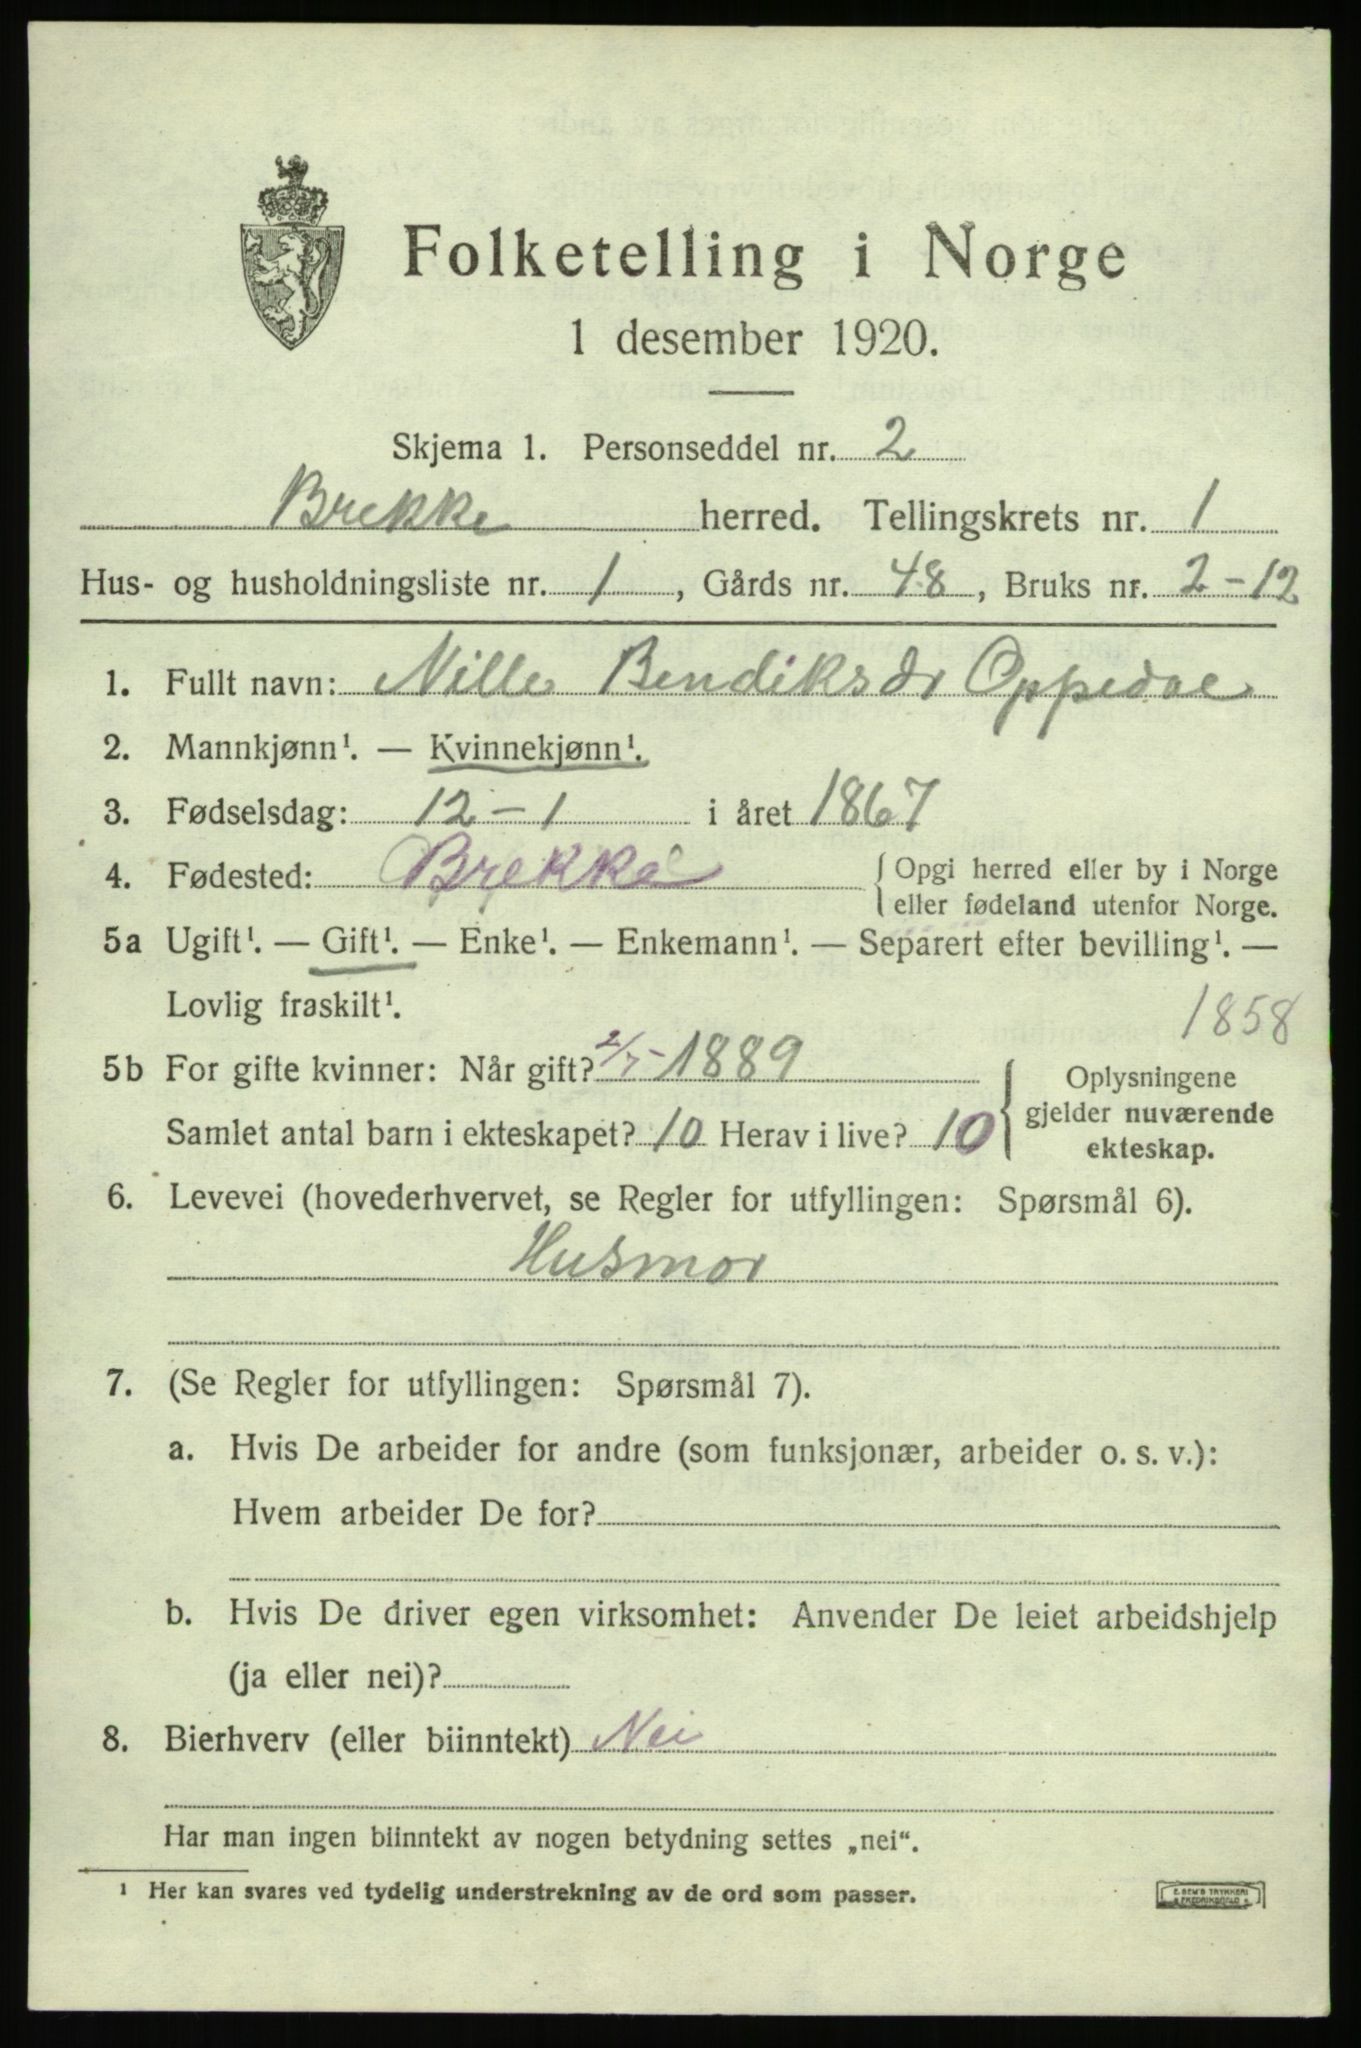 Folketelling i Norge
1 desember 1920.
Skjema 1. Personseddel nr. 2
Brekke herred. Tellingskrets nr. 1
Hus- og husholdningsliste nr. 1, Gårds nr. 48, Bruks nr. 2-12
1. Fullt navn: Nille Bendiksdr Oppedal
2. Mannkjønn¹. — Kvinnekjønn¹.
3. Fødselsdag: 12-1 i året 1867
4. Fødested: Brekke { Opgi herred eller by i Norge
eller fødeland utenfor Norge.
5a Ugift¹. — Gift¹. — Enke¹. — Enkemann¹. — Separert efter bevilling¹. —
Lovlig fraskilt¹.
1858
5b For gifte kvinner: Når gift? 2/7-1889
Samlet antal barn i ekteskapet? 10 Herav i live? 10
Oplysningene
gjelder nuværende
ekteskap.
6. Levevei (hovederhvervet, se Regler for utfyllingen: Spørsmål 6).
Husmor
7. (Se Regler for utfyllingen: Spørsmål 7).
a. Hvis De arbeider for andre (som funksjonær, arbeider o. s. v.):
Hvem arbeider De for?
b. Hvis De driver egen virksomhet: Anvender De leiet arbeidshjelp
(ja eller nei)?
8. Bierhverv (eller biinntekt) Nei
Har man ingen biinntekt av nogen betydning settes „nei“.
¹ Her kan svares ved tydelig understrekning av de ord som passer.